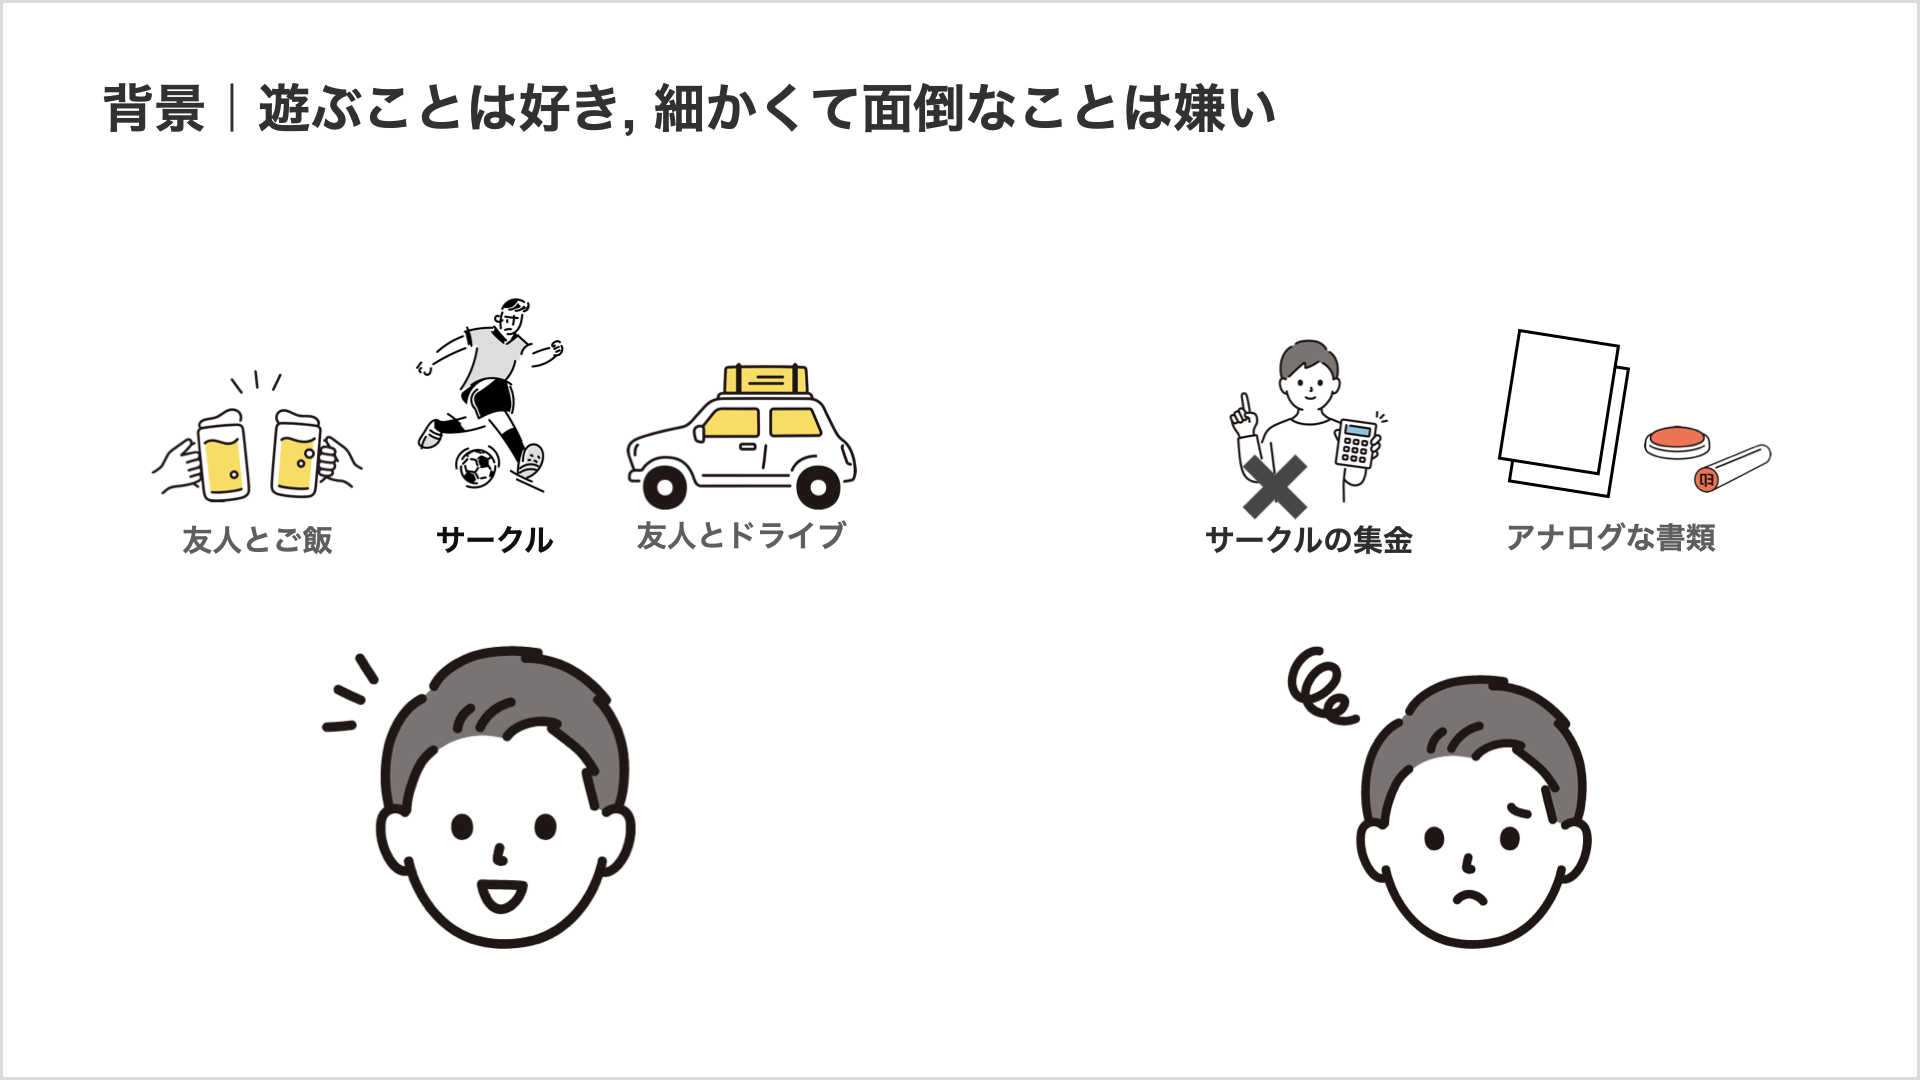 背景｜遊ぶことは好き, 細かくて面倒なことは嫌い
友人とご飯
サークル
友人とドライブ
サークルの集金
アナログな書類
印